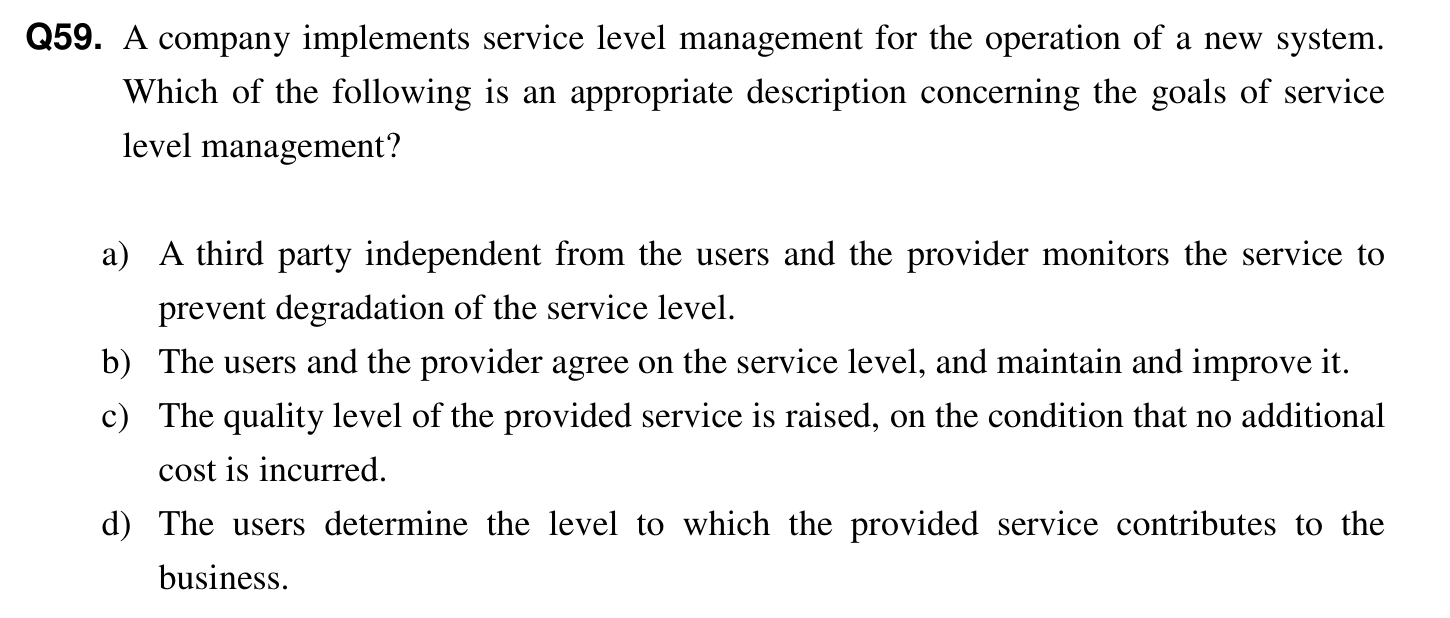 Q59. A company implements service level management for the operation of a new system.
Which of the following is an appropriate description concerning the goals of service
level management?
a) A third party independent from the users and the provider monitors the service to
prevent degradation of the service level.
b) The users and the provider agree on the service level, and maintain and improve it.
c) The quality level of the provided service is raised, on the condition that no additional
cost is incurred.
d) The users determine the level to which the provided service contributes to the
business.